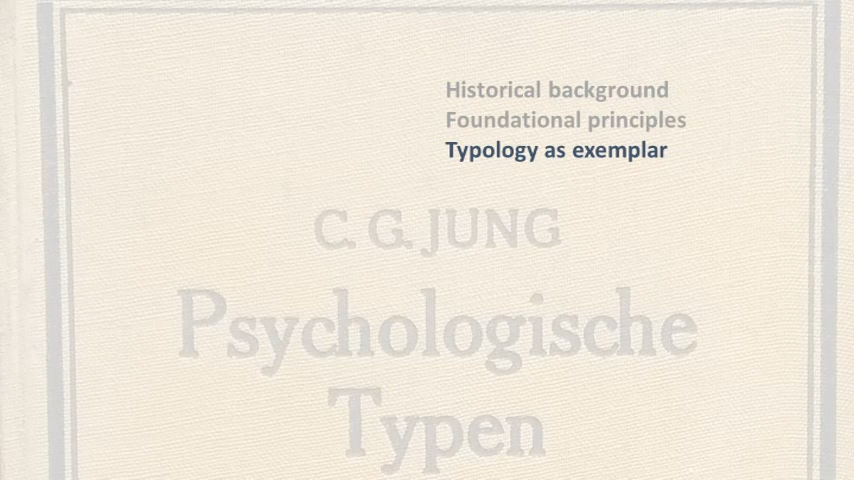 Historical background
Foundational principles
Typology as exemplar
C. G. JUNG
Psychologische
Typen